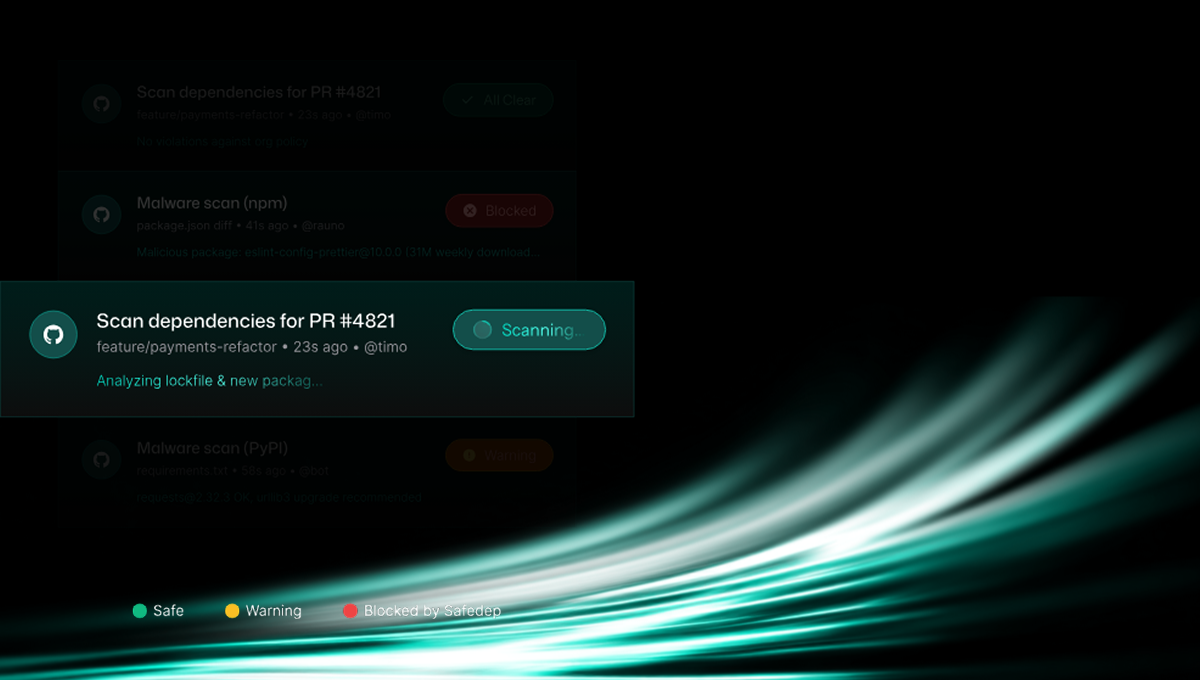 Scan dependencies for PR #4821
All Clear
feature/payments-refactor • 23s ago • @timo
No violations against org policy
Malware scan (npm)
Blocked
package.json diff • 41s ago • @rauno
Malicious package: eslint-config-prettier@10.0.0 (31M weekly download...
Scan dependencies for PR #4821
Scanning..
feature/payments-refactor • 23s ago • @timo
Analyzing lockfile & new packag...
Malware scan (PyPI)
Warning
requirements.txt • 58s ago • @bot
requests@2.32.3 OK, urllib3 upgrade recommended
Safe
Warning
Blocked by Safedep